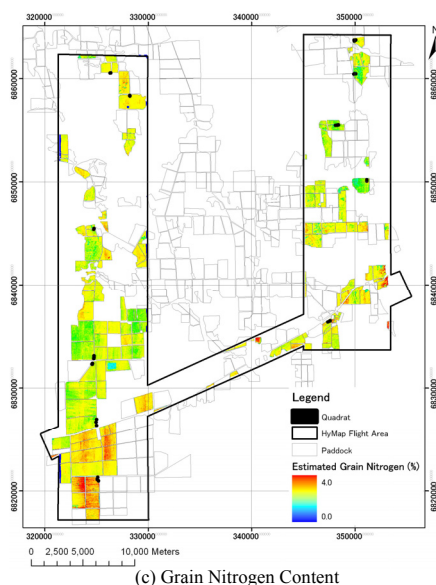 320000 330000 340000 350000
6860000 6860000
6850000 6850000
6840000 6840000
6830000 6830000
6820000 6820000
Legend
Quadrat
HyMap Flight Area
Paddock
Estimated Grain Nitrogen (%)
4.0
0.0
320000 330000 340000 350000
0 2,500 5,000 10,000 Meters
(c) Grain Nitrogen Content